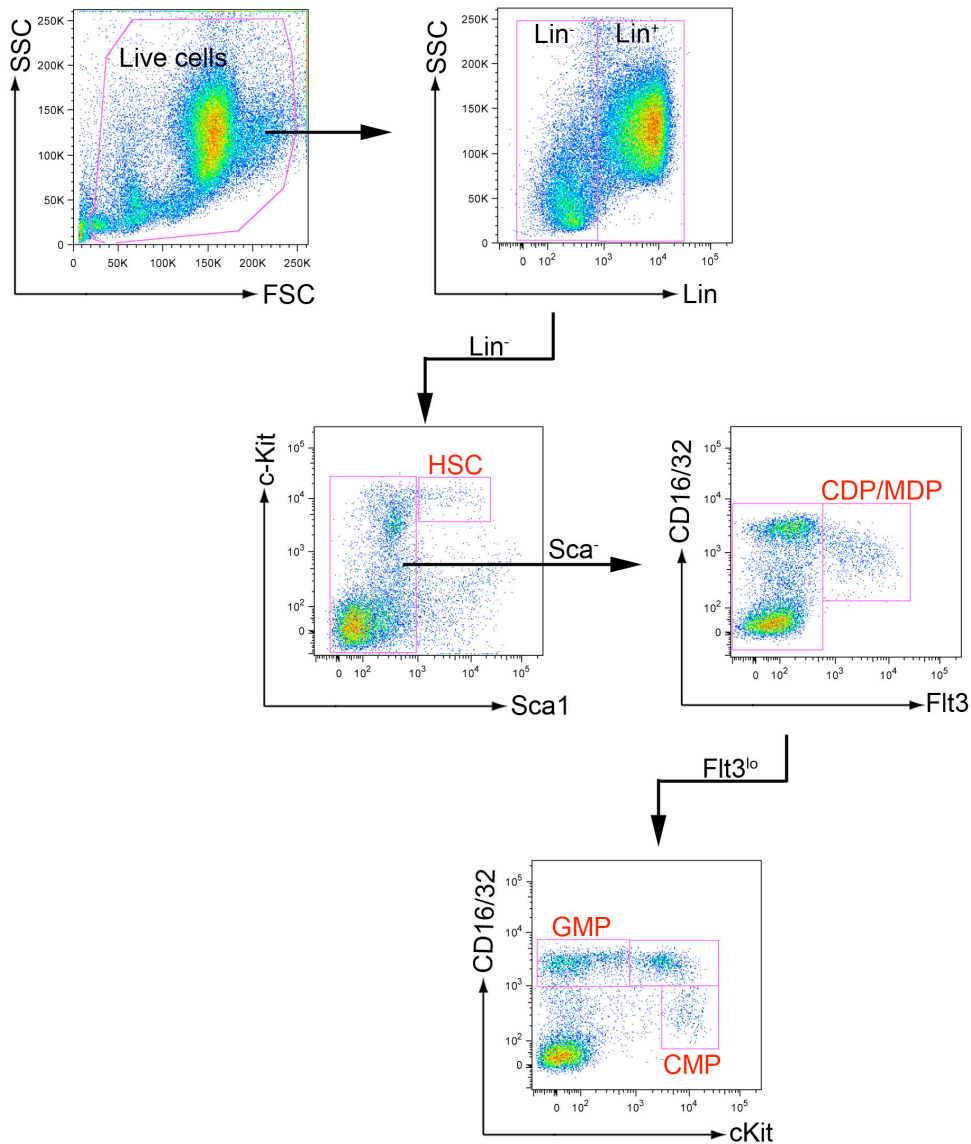 SSC
250K
200K
150K
100K
50K
0
Live cells
0 50K 100K 150K 200K 250K
FSC
SSC
250K
200K
150K
100K
50K
0
Lin⁻ Lin⁺
0 10² 10³ 10⁴ 10⁵
Lin
Lin⁻
c-Kit
10⁵
10⁴
10³
10²
0
HSC
0 10² 10³ 10⁴ 10⁵
Sca1
Sca⁻
CD16/32
10⁵
10⁴
10³
10²
0
CDP/MDP
0 10² 10³ 10⁴ 10⁵
Flt3
Flt3ˡᵒ
CD16/32
10⁵
10⁴
10³
10²
0
GMP
CMP
0 10² 10³ 10⁴ 10⁵
cKit